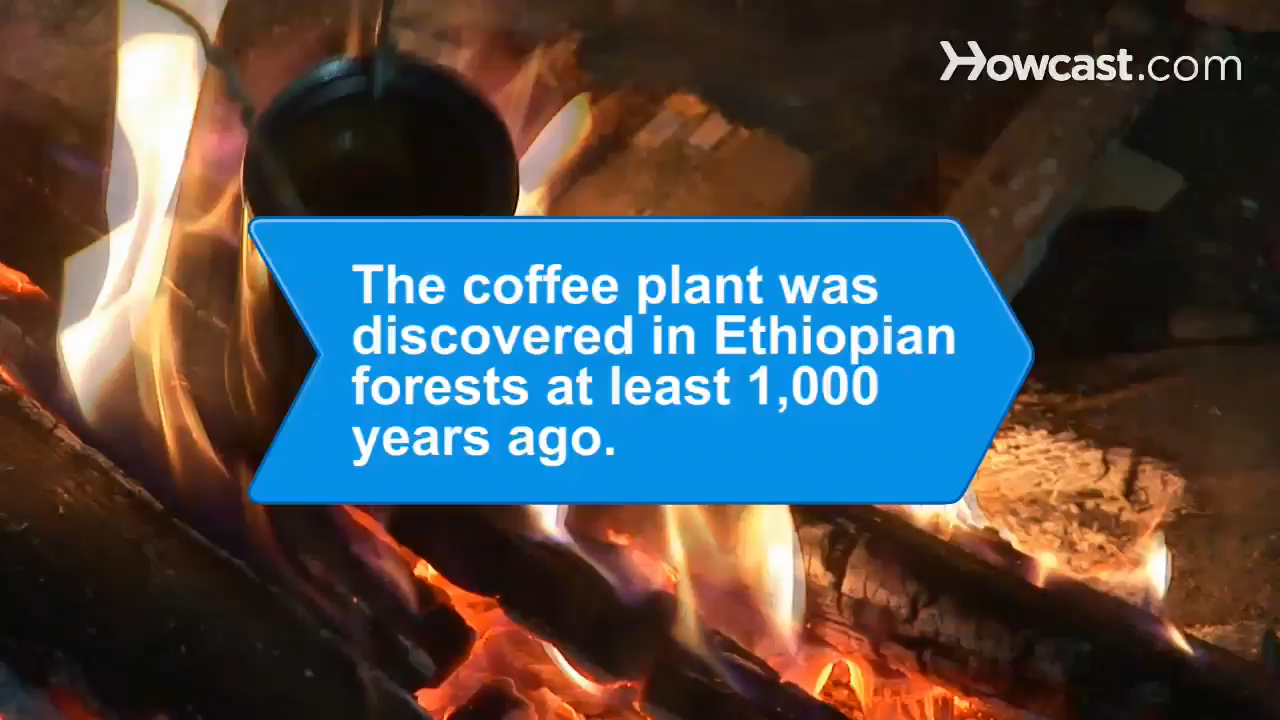 Howcast.com
The coffee plant was
discovered in Ethiopian
forests at least 1,000
years ago.